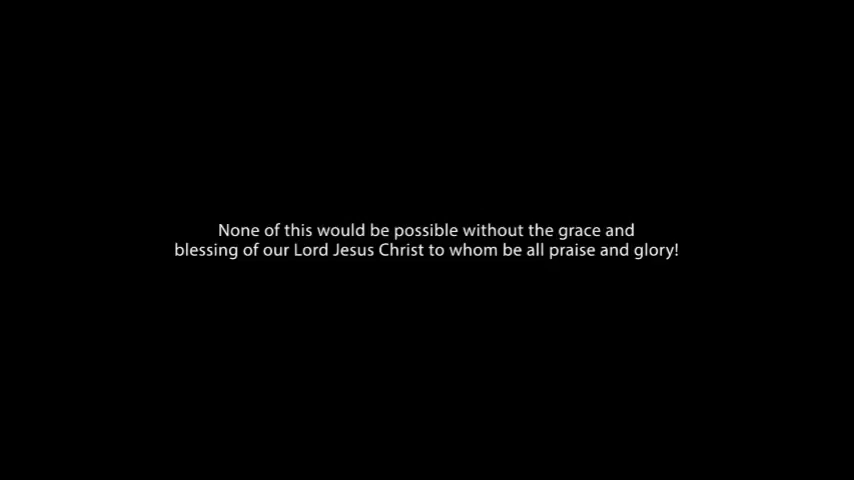 None of this would be possible without the grace and
blessing of our Lord Jesus Christ to whom be all praise and glory!